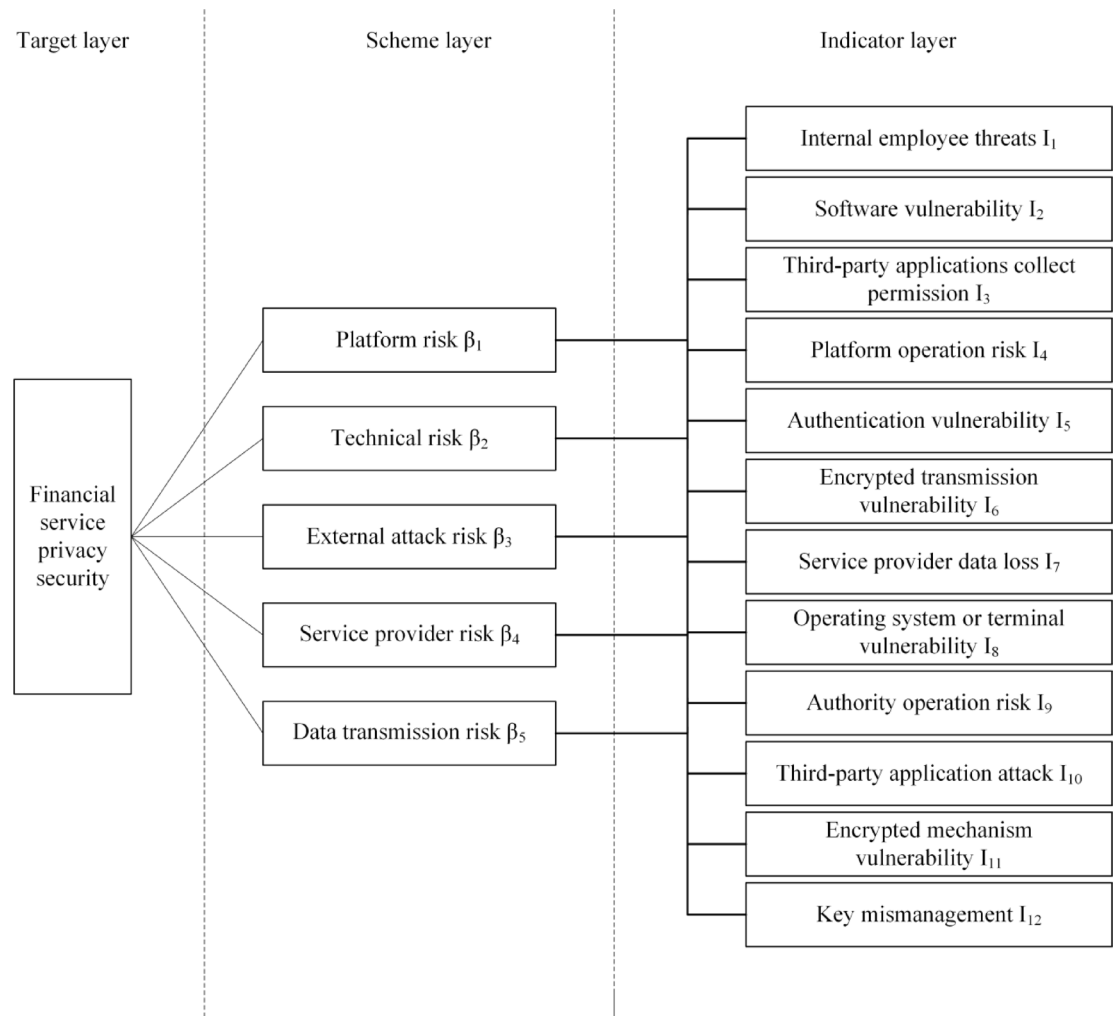 Target layer
Scheme layer
Indicator layer
Financial
service
privacy
security
Platform risk β₁
Technical risk β₂
External attack risk β₃
Service provider risk β₄
Data transmission risk β₅
Internal employee threats I₁
Software vulnerability I₂
Third-party applications collect
permission I₃
Platform operation risk I₄
Authentication vulnerability I₅
Encrypted transmission
vulnerability I₆
Service provider data loss I₇
Operating system or terminal
vulnerability I₈
Authority operation risk I₉
Third-party application attack I₁₀
Encrypted mechanism
vulnerability I₁₁
Key mismanagement I₁₂